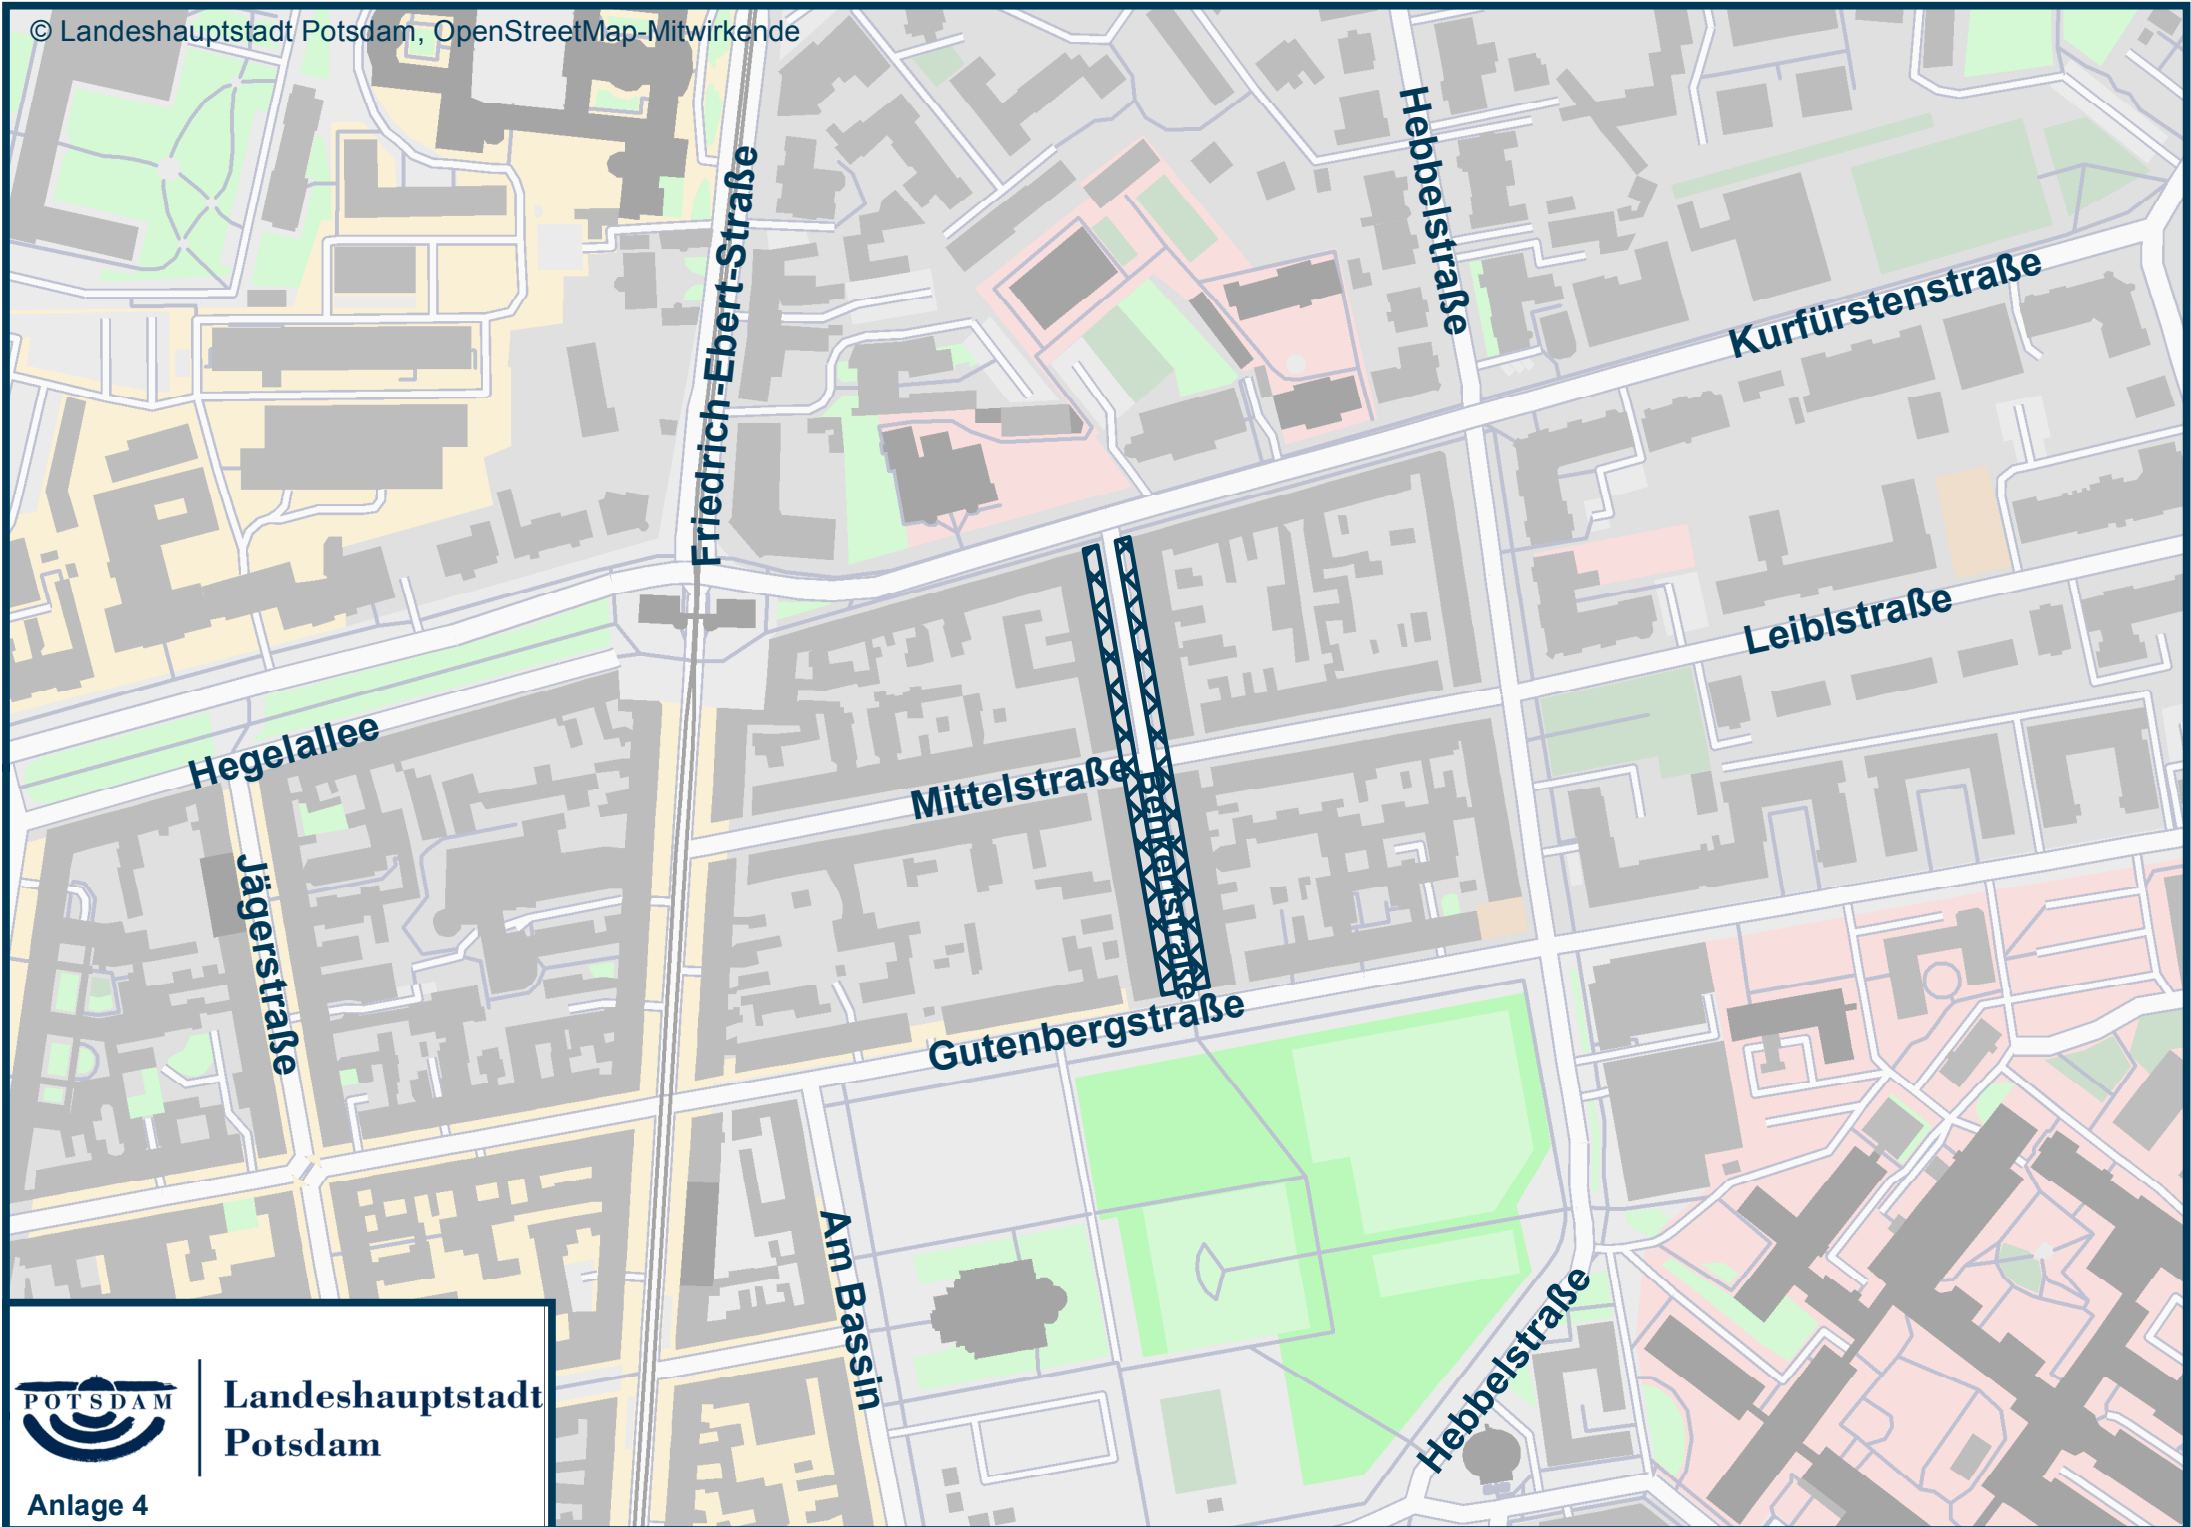 © Landeshauptstadt Potsdam, OpenStreetMap-Mitwirkende
Hebbelstraße
Friedrich-Ebert-Straße
Kurfürstenstraße
Leiblstraße
Hegelallee
Mittelstraße
Benkertstraße
Jägerstraße
Gutenbergstraße
Am Bassin
Hebbelstraße
POTSDAM
Landeshauptstadt
Potsdam
Anlage 4